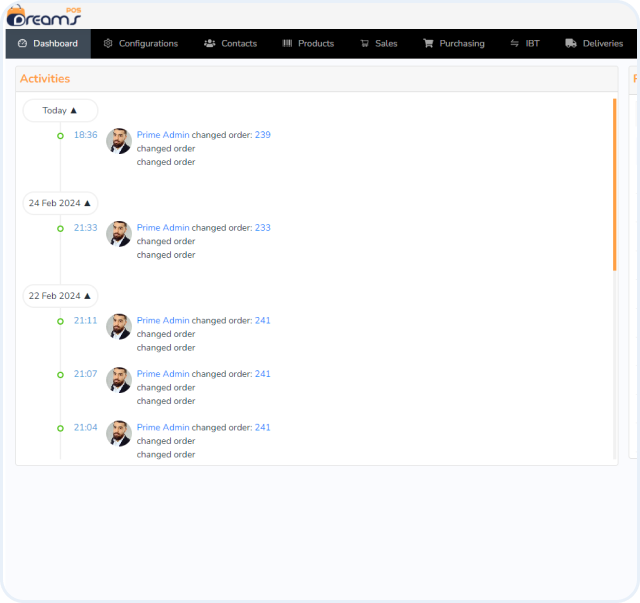 POS
Dreams
Dashboard Configurations Contacts Products Sales Purchasing IBT Deliveries
Activities
Today ▲
18:36 Prime Admin changed order: 239
changed order
changed order
24 Feb 2024 ▲
21:33 Prime Admin changed order: 233
changed order
changed order
22 Feb 2024 ▲
21:11 Prime Admin changed order: 241
changed order
changed order
21:07 Prime Admin changed order: 241
changed order
changed order
21:04 Prime Admin changed order: 241
changed order
changed order